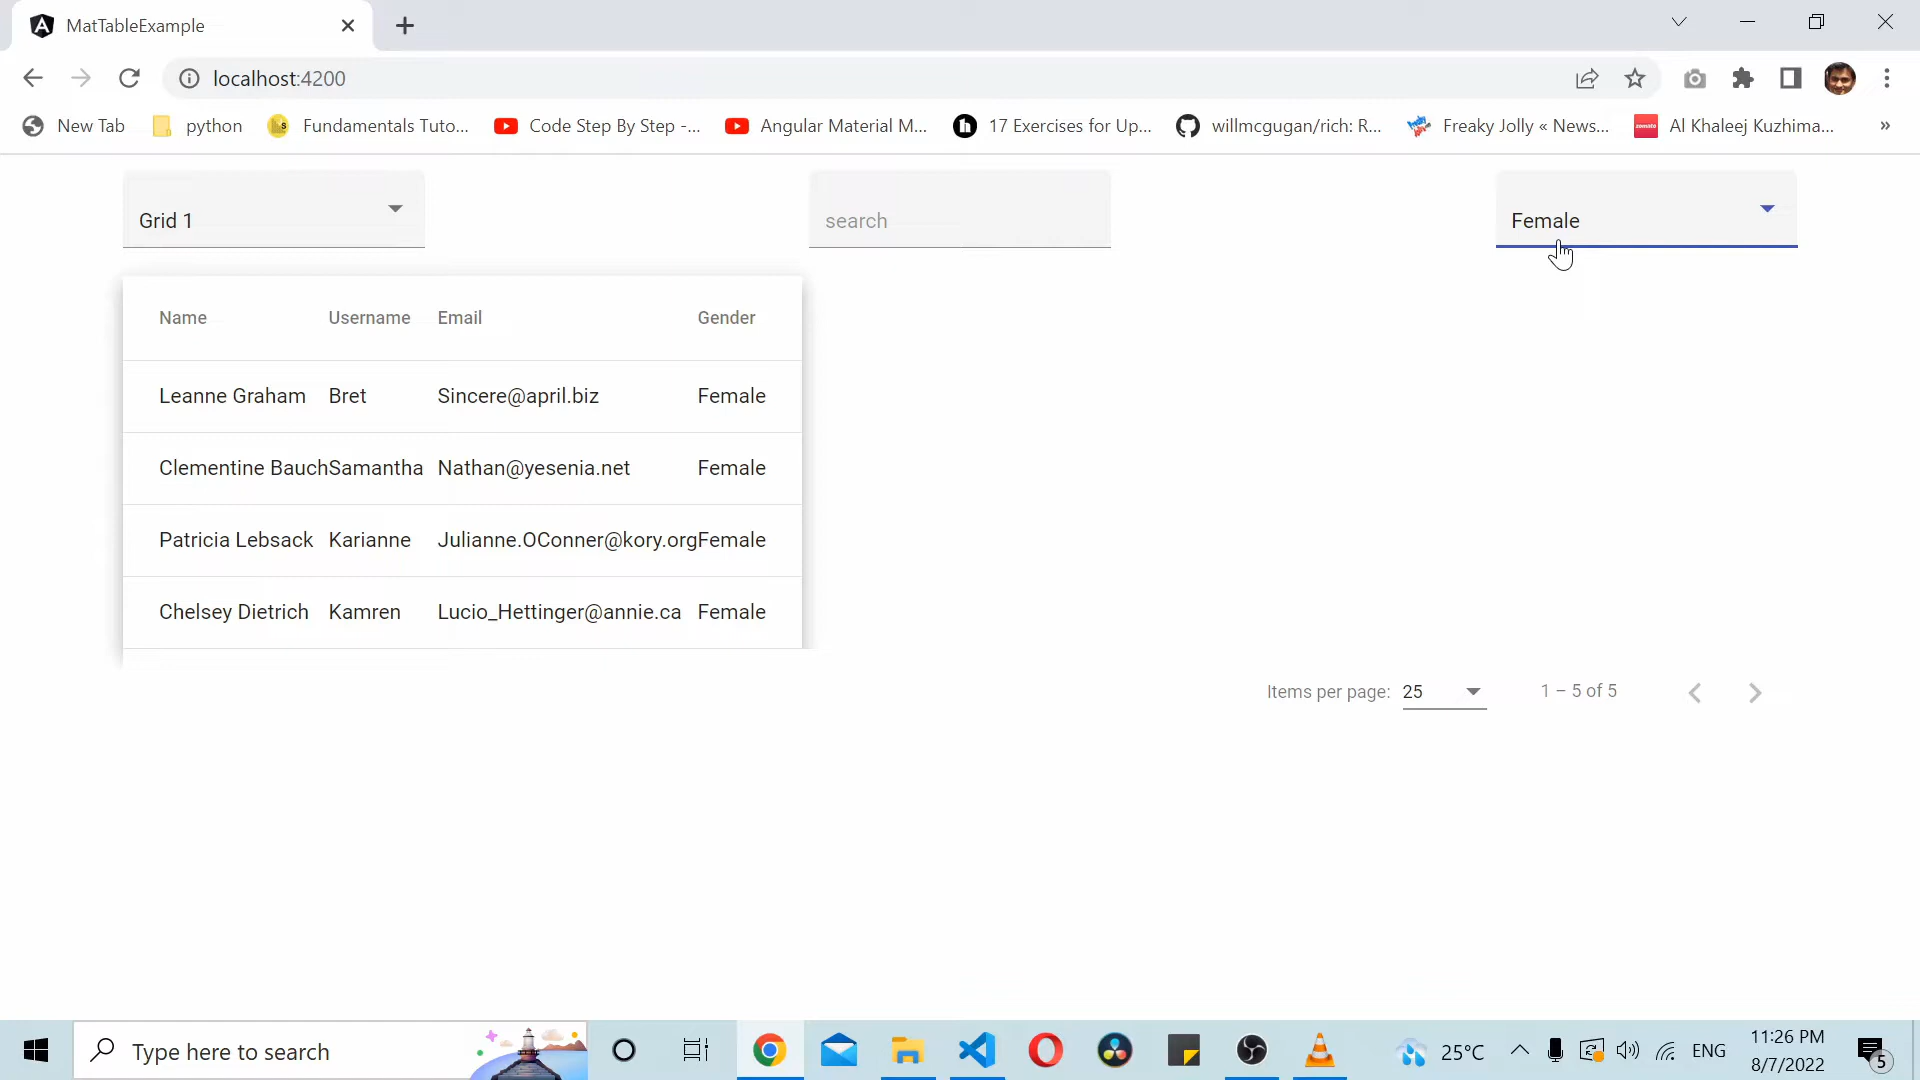 MatTableExample
localhost:4200
New Tab python Fundamentals Tuto... Code Step By Step -... Angular Material M... 17 Exercises for Up... willmcgugan/rich: R... Freaky Jolly « News... zomato Al Khaleej Kuzhima... »
Grid 1 search Female
Name Username Email Gender
Leanne Graham Bret Sincere@april.biz Female
Clementine Bauch Samantha Nathan@yesenia.net Female
Patricia Lebsack Karianne Julianne.OConner@kory.org Female
Chelsey Dietrich Kamren Lucio_Hettinger@annie.ca Female
Items per page: 25 1 – 5 of 5
Type here to search 25°C ENG 11:26 PM 5
8/7/2022